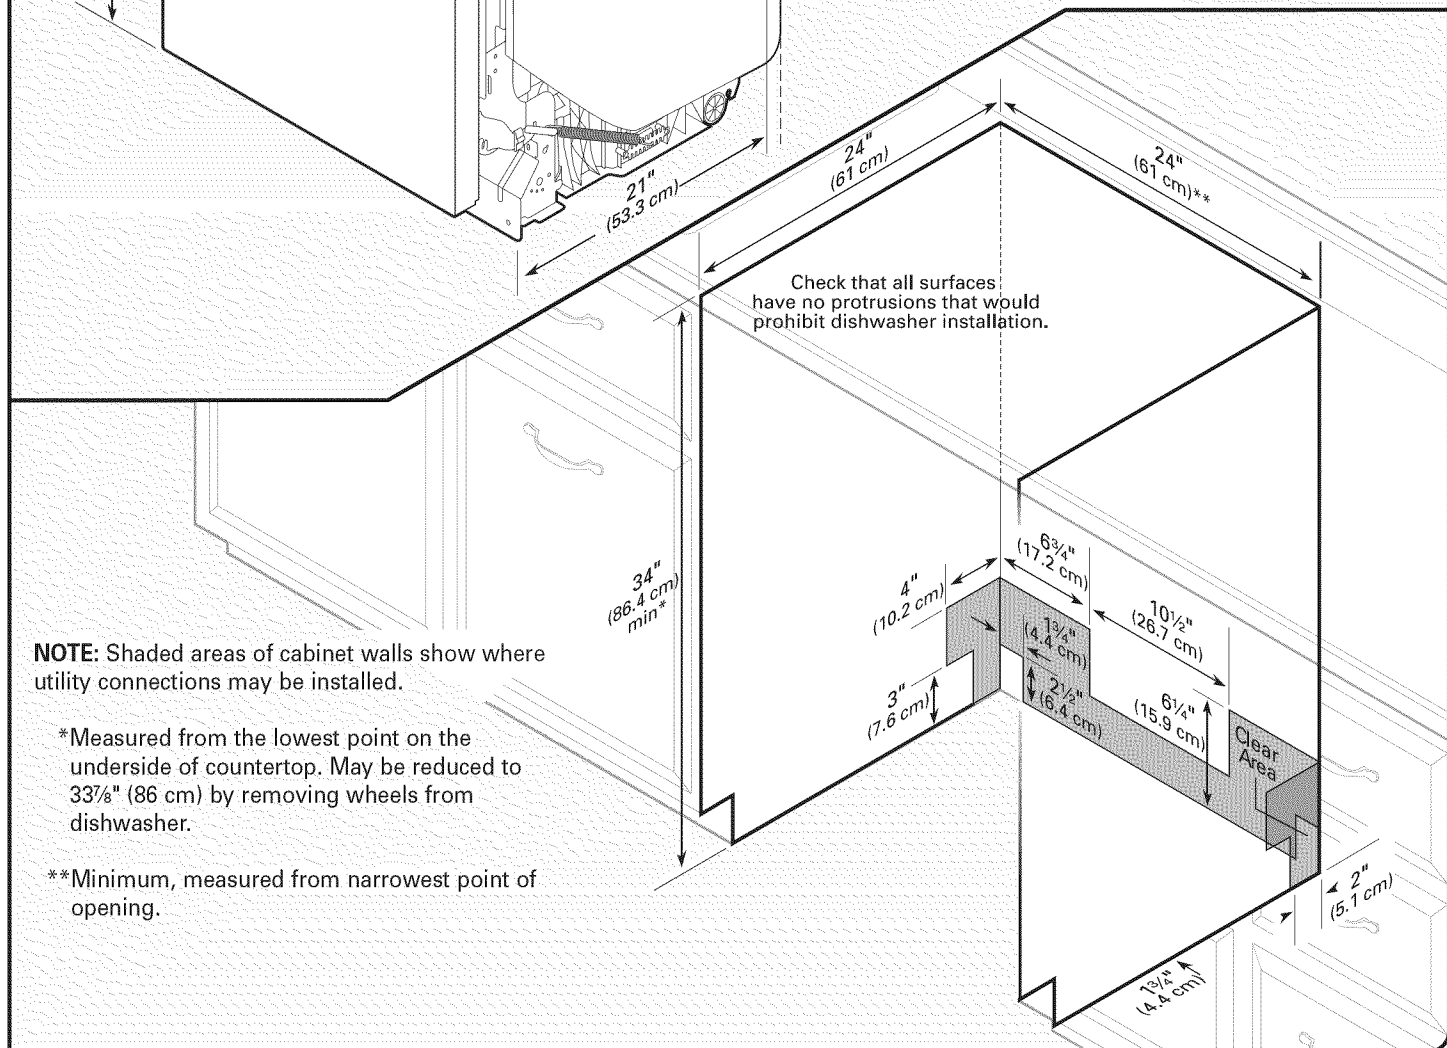 21"
(53.3 cm)
24"
(61 cm)
24"
(61 cm)**
Check that all surfaces
have no protrusions that would
prohibit dishwasher installation.
34"
(86.4 cm)
min*
4"
(10.2 cm)
6¾"
(17.2 cm)
10½"
(26.7 cm)
1¾"
(4.4 cm)
3"
(7.6 cm)
2½"
(6.4 cm)
6¼"
(15.9 cm)
Clear
Area
2"
(5.1 cm)
1¾"
(4.4 cm)
NOTE: Shaded areas of cabinet walls show where
utility connections may be installed.
*Measured from the lowest point on the
underside of countertop. May be reduced to
33⅞" (86 cm) by removing wheels from
dishwasher.
**Minimum, measured from narrowest point of
opening.